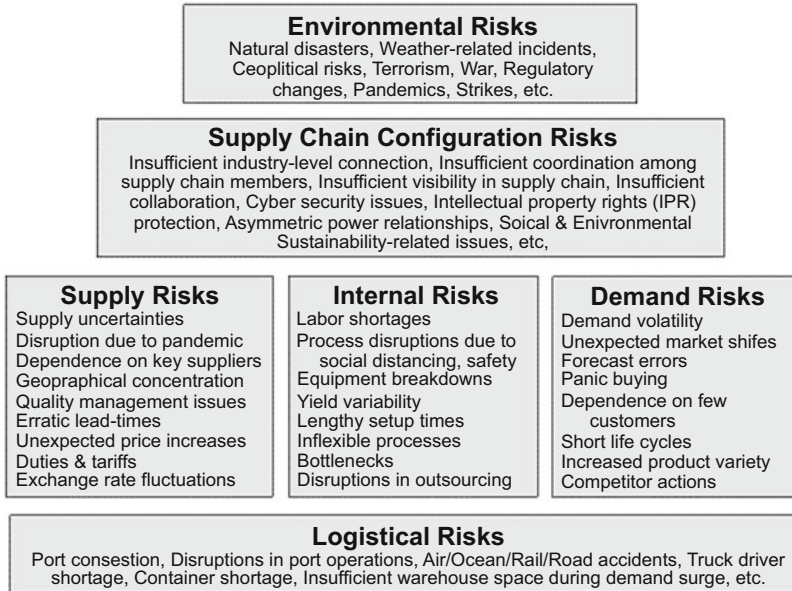 Environmental Risks
Natural disasters, Weather-related incidents,
Ceoplitical risks, Terrorism, War, Regulatory
changes, Pandemics, Strikes, etc.
Supply Chain Configuration Risks
Insufficient industry-level connection, Insufficient coordination among
supply chain members, Insufficient visibility in supply chain, Insufficient
collaboration, Cyber security issues, Intellectual property rights (IPR)
protection, Asymmetric power relationships, Soical & Enivronmental
Sustainability-related issues, etc,
Supply Risks
Supply uncertainties
Disruption due to pandemic
Dependence on key suppliers
Geopraphical concentration
Quality management issues
Erratic lead-times
Unexpected price increases
Duties & tariffs
Exchange rate fluctuations
Internal Risks
Labor shortages
Process disruptions due to
social distancing, safety
Equipment breakdowns
Yield variability
Lengthy setup times
Inflexible processes
Bottlenecks
Disruptions in outsourcing
Demand Risks
Demand volatility
Unexpected market shifes
Forecast errors
Panic buying
Dependence on few
customers
Short life cycles
Increased product variety
Competitor actions
Logistical Risks
Port consestion, Disruptions in port operations, Air/Ocean/Rail/Road accidents, Truck driver
shortage, Container shortage, Insufficient warehouse space during demand surge, etc.